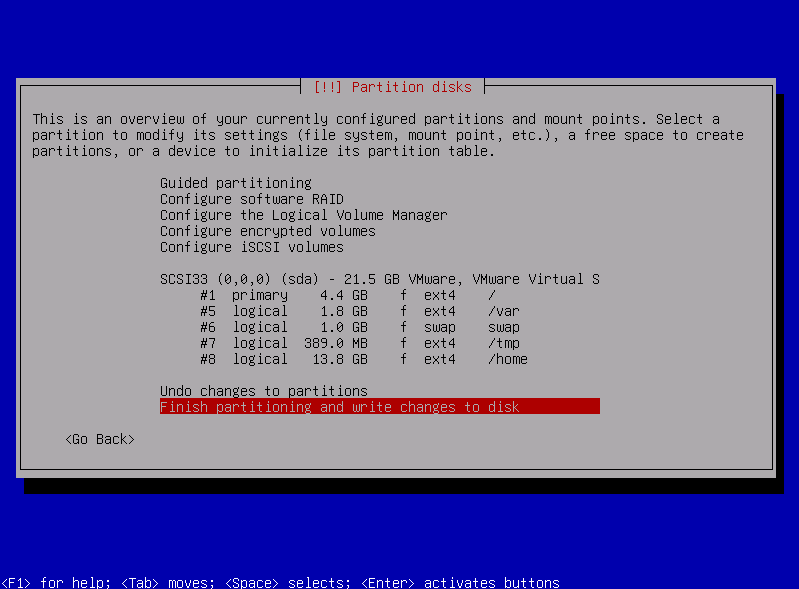 [!!] Partition disks
This is an overview of your currently configured partitions and mount points. Select a
partition to modify its settings (file system, mount point, etc.), a free space to create
partitions, or a device to initialize its partition table.
Guided partitioning
Configure software RAID
Configure the Logical Volume Manager
Configure encrypted volumes
Configure iSCSI volumes
SCSI33 (0,0,0) (sda) - 21.5 GB VMware, VMware Virtual S
#1 primary 4.4 GB f ext4 /
#5 logical 1.8 GB f ext4 /var
#6 logical 1.0 GB f swap swap
#7 logical 389.0 MB f ext4 /tmp
#8 logical 13.8 GB f ext4 /home
Undo changes to partitions
Finish partitioning and write changes to disk
<Go Back>
<F1> for help; <Tab> moves; <Space> selects; <Enter> activates buttons